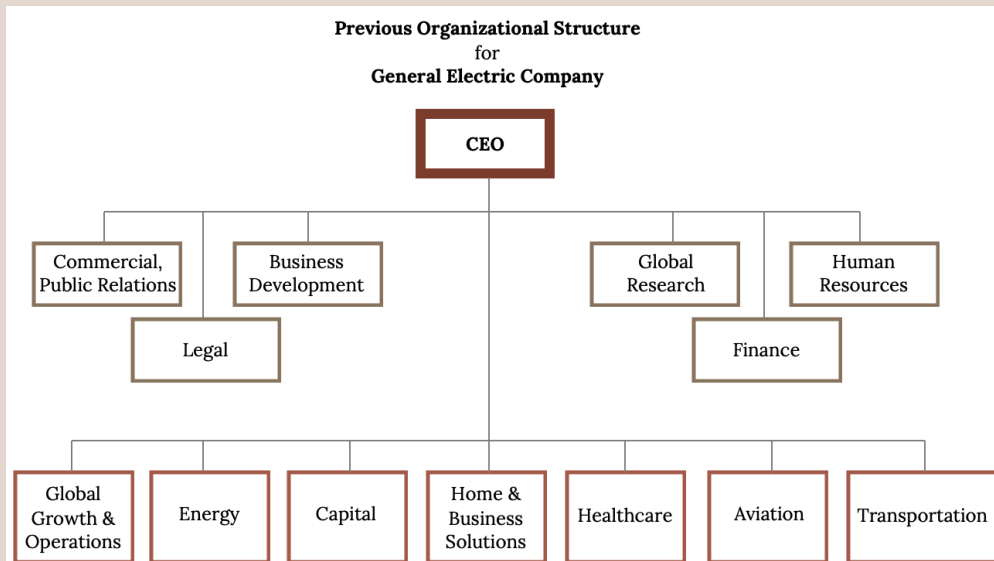 Previous Organizational Structure
for
General Electric Company
CEO
Commercial,
Public Relations
Business
Development
Global
Research
Human
Resources
Legal
Finance
Global
Growth &
Operations
Energy
Capital
Home &
Business
Solutions
Healthcare
Aviation
Transportation